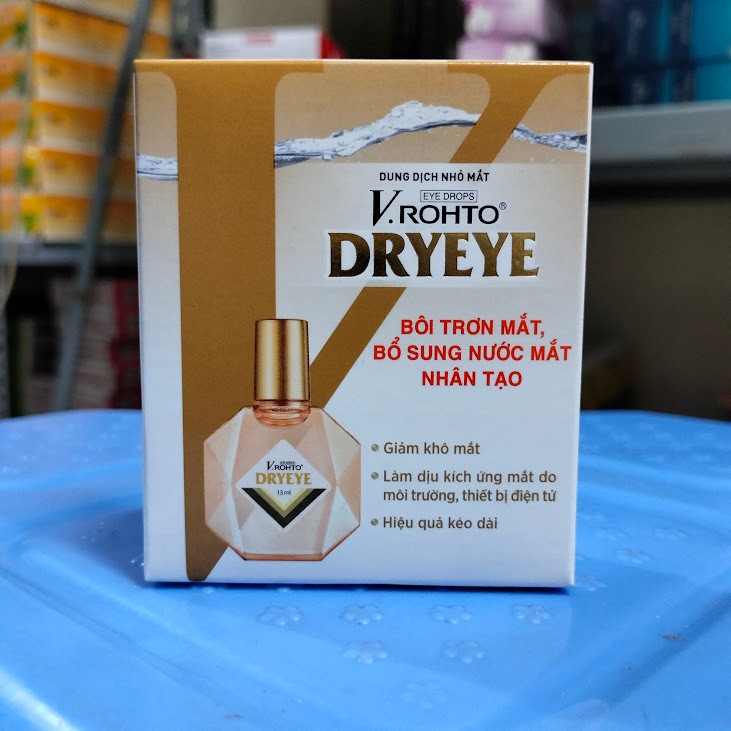 DUNG DỊCH NHỎ MẮT
EYE DROPS
V.ROHTO®
DRYEYE
BÔI TRƠN MẮT,
BỔ SUNG NƯỚC MẮT
NHÂN TẠO
• Giảm khô mắt
• Làm dịu kích ứng mắt do
môi trường, thiết bị điện tử
• Hiệu quả kéo dài
V.ROHTO
DRYEYE
13 ml